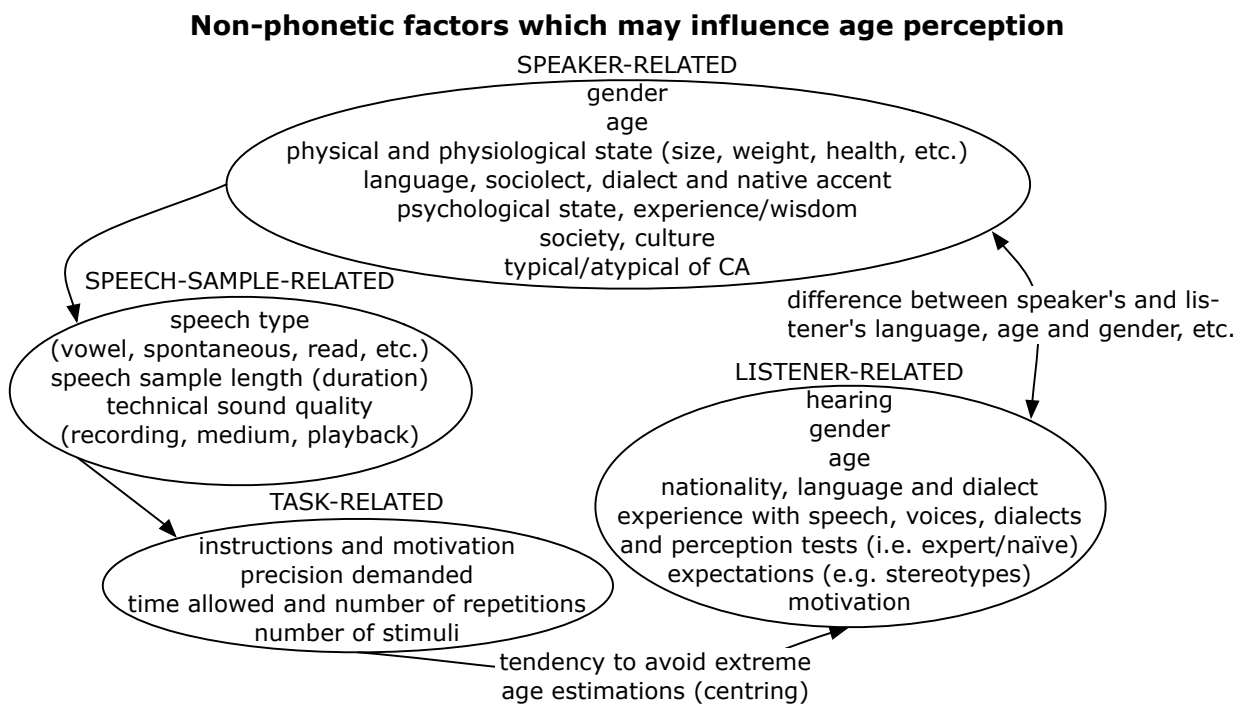 Non-phonetic factors which may influence age perception
SPEAKER-RELATED
gender
age
physical and physiological state (size, weight, health, etc.)
language, sociolect, dialect and native accent
psychological state, experience/wisdom
society, culture
typical/atypical of CA
SPEECH-SAMPLE-RELATED
speech type
(vowel, spontaneous, read, etc.)
speech sample length (duration)
technical sound quality
(recording, medium, playback)
difference between speaker's and lis-
tener's language, age and gender, etc.
LISTENER-RELATED
hearing
gender
age
nationality, language and dialect
experience with speech, voices, dialects
and perception tests (i.e. expert/naïve)
expectations (e.g. stereotypes)
motivation
TASK-RELATED
instructions and motivation
precision demanded
time allowed and number of repetitions
number of stimuli
tendency to avoid extreme
age estimations (centring)